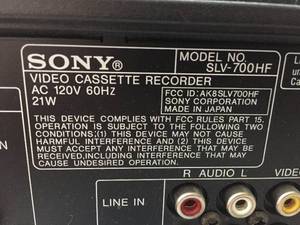 SONY
MODEL NO.
SLV-700HF
VIDEO CASSETTE RECORDER
AC 120V 60HZ
21W
FCC ID: AK8SLV700HF
SONY CORPORATION
MADE IN JAPAN
THIS DEVICE COMPLIES WITH FCC RULES PART 15.
OPERATION IS SUBJECT TO THE FOLLOWING TWO
CONDITIONS;(1) THIS DEVICE MAY NOT CAUSE
HARMFUL INTERFERENCE AND (2) THIS DEVICE
MUST ACCEPT ANY INTERFERENCE THAT MAY BE
RECEIVED,INCLUDING INTERFERENCE THAT MAY
CAUSE UNDESIRED OPERATION.
R AUDIO L
LINE IN